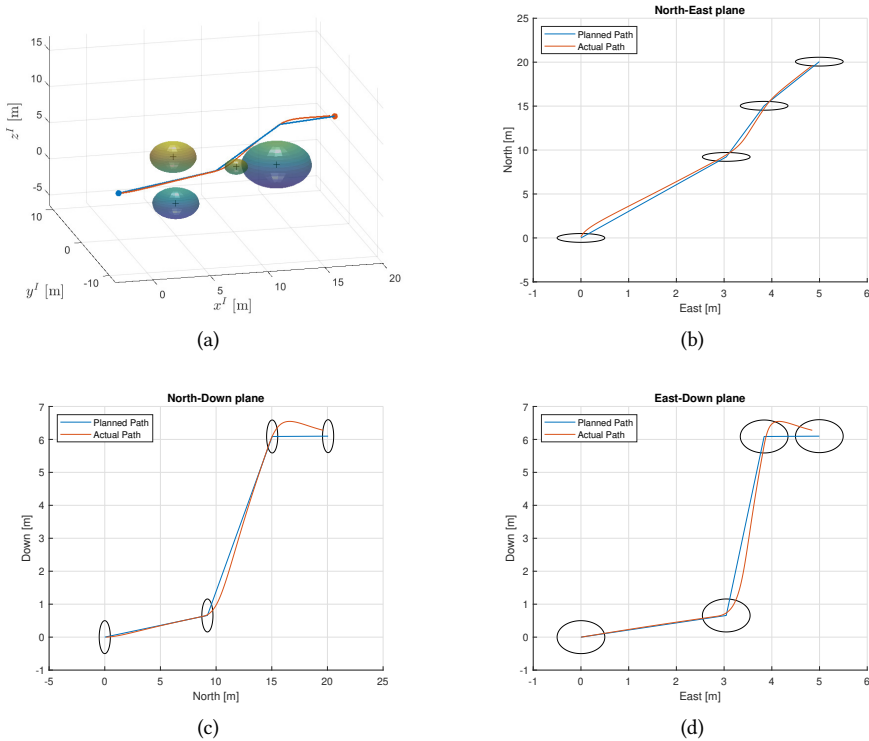 15
10
5
0
-5
z^I [m]
10
0
-10
y^I [m]
0
5
10
15
20
x^I [m]
(a)
North-East plane
Planned Path
Actual Path
25
20
15
10
5
0
-5
North [m]
-1
0
1
2
3
4
5
6
East [m]
(b)
North-Down plane
Planned Path
Actual Path
7
6
5
4
3
2
1
0
-1
Down [m]
-5
0
5
10
15
20
25
North [m]
(c)
East-Down plane
Planned Path
Actual Path
7
6
5
4
3
2
1
0
-1
Down [m]
-1
0
1
2
3
4
5
6
East [m]
(d)